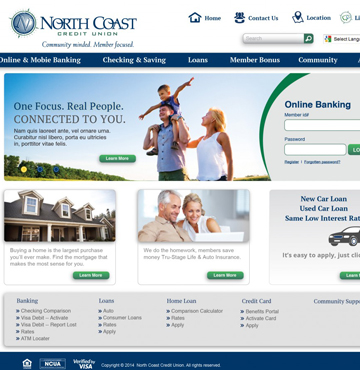 NORTH COAST
CREDIT UNION
Community minded. Member focused.
Home
Contact Us
Location
Li
Search
Select Langu
Online & Mobie Banking
Checking & Saving
Loans
Member Bonus
Community
One Focus. Real People.
CONNECTED TO YOU.
Nam quis laoreet ante, vel ornare urna.
Curabitur nisl libero, porta eu ultricies
in, porttitor vitae felis.
Learn More
Online Banking
Member id#
Password
LO
Register | Forgotten password?
Buying a home is the largest purchase
you'll ever make. Find the mortgage that
makes the most sense for you.
Learn More
We do the homework, members save
money Tru-Stage Life & Auto Insurance.
Learn More
New Car Loan
Used Car Loan
Same Low Interest Rat
It's easy to apply, just clic
Learn M
Banking
» Checking Comparison
» Visa Debit -- Activate
» Visa Debit -- Report Lost
» Rates
» ATM Locater
Loans
» Auto
» Consumer Loans
» Rates
» Apply
Home Loan
» Comparison Calculator
» Rates
» Apply
Credit Card
» Benefits Portal
» Activate Card
» Apply
Community Suppo
NCUA
Verified by
VISA
Copyright © 2014 North Coast Credit Union. All rights reserved.